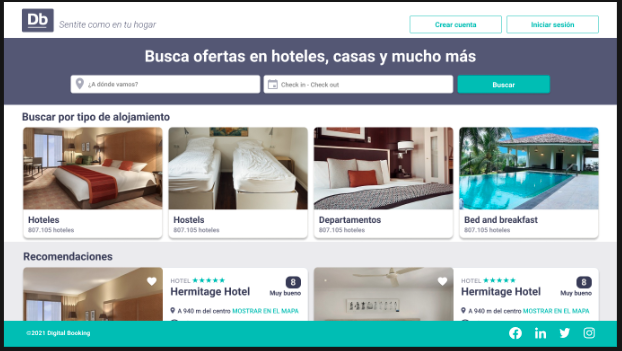 Db
Sentite como en tu hogar
Crear cuenta
Iniciar sesión
Busca ofertas en hoteles, casas y mucho más
¿A dónde vamos?
Check in - Check out
Buscar
Buscar por tipo de alojamiento
Hoteles
807.105 hoteles
Hostels
807.105 hoteles
Departamentos
807.105 hoteles
Bed and breakfast
807.105 hoteles
Recomendaciones
HOTEL ★★★★★
8
Hermitage Hotel
Muy bueno
A 940 m del centro MOSTRAR EN EL MAPA
HOTEL ★★★★★
8
Hermitage Hotel
Muy bueno
A 940 m del centro MOSTRAR EN EL MAPA
©2021 Digital Booking